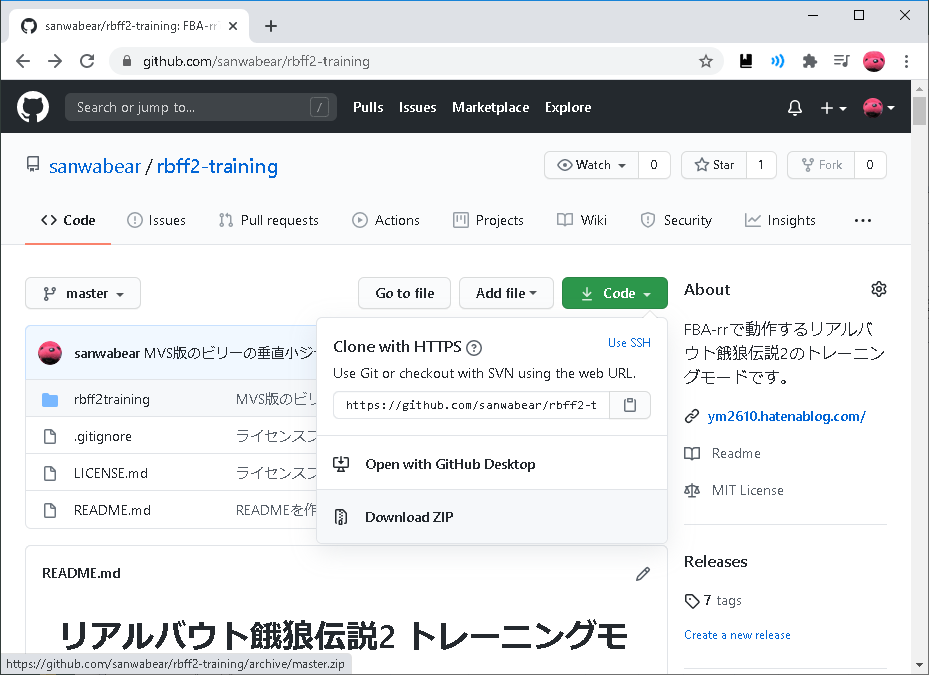 sanwabear/rbff2-training: FBA-rr
github.com/sanwabear/rbff2-training
Search or jump to... /
Pulls Issues Marketplace Explore
sanwabear / rbff2-training
Watch 0 Star 1 Fork 0
Code Issues Pull requests Actions Projects Wiki Security Insights
master Go to file Add file Code
About
FBA-rrで動作するリアルバ
ウト餓狼伝説2のトレーニン
グモードです。
ym2610.hatenablog.com/
Readme
MIT License
Releases
7 tags
Create a new release
Clone with HTTPS Use SSH
Use Git or checkout with SVN using the web URL.
https://github.com/sanwabear/rbff2-t
Open with GitHub Desktop
Download ZIP
sanwabear MVS版のビリーの垂直小ジ
rbff2training MVS版のビリ
.gitignore ライセンスフ
LICENSE.md ライセンスフ
README.md READMEを作
README.md
リアルバウト餓狼伝説2 トレーニングモ
https://github.com/sanwabear/rbff2-training/archive/master.zip